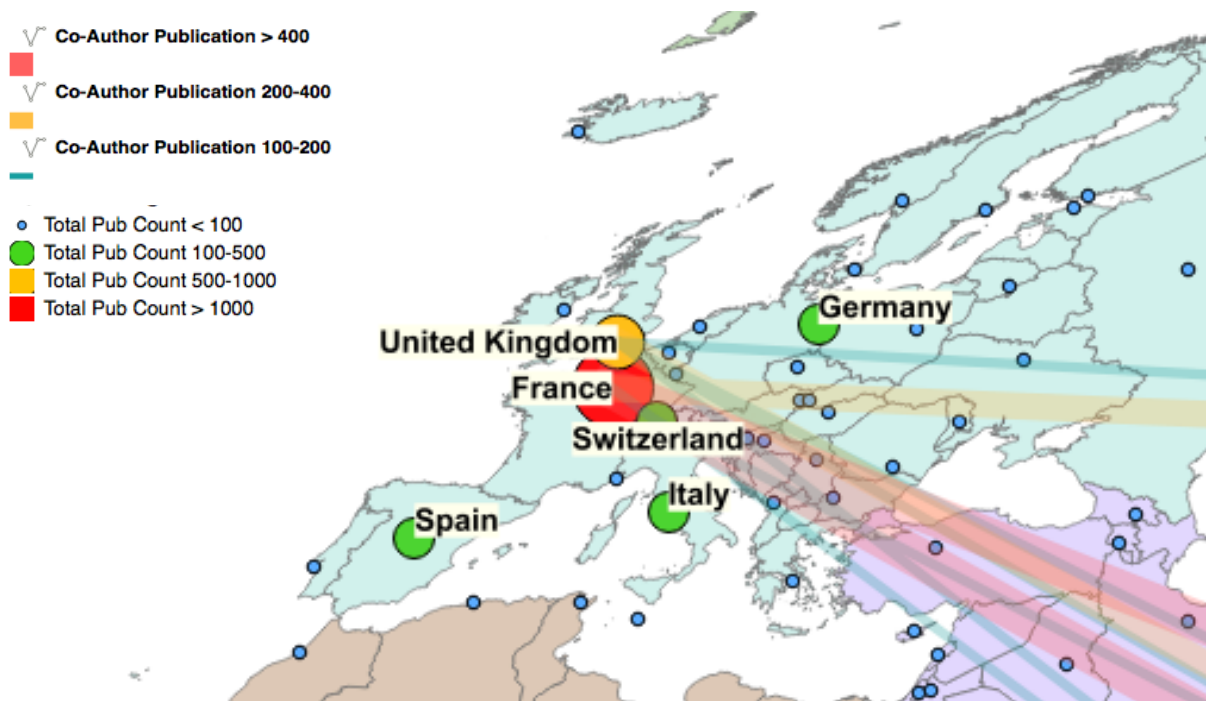 Co-Author Publication > 400
Co-Author Publication 200-400
Co-Author Publication 100-200
Total Pub Count < 100
Total Pub Count 100-500
Total Pub Count 500-1000
Total Pub Count > 1000
Germany
United Kingdom
France
Switzerland
Italy
Spain